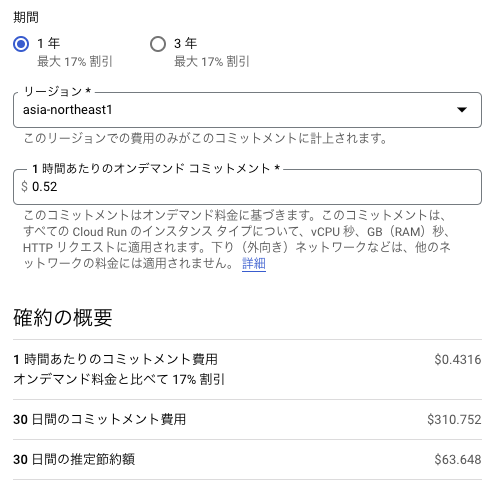 期間
1 年
最大 17% 割引
3 年
最大 17% 割引
リージョン *
asia-northeast1
このリージョンでの費用のみがこのコミットメントに計上されます。
1 時間あたりのオンデマンド コミットメント *
$ 0.52
このコミットメントはオンデマンド料金に基づきます。このコミットメントは、
すべての Cloud Run のインスタンス タイプについて、vCPU 秒、GB（RAM）秒、
HTTP リクエストに適用されます。下り（外向き）ネットワークなどは、他のネ
ットワークの料金には適用されません。 詳細
確約の概要
1 時間あたりのコミットメント費用 $0.4316
オンデマンド料金と比べて 17% 割引
30 日間のコミットメント費用 $310.752
30 日間の推定節約額 $63.648